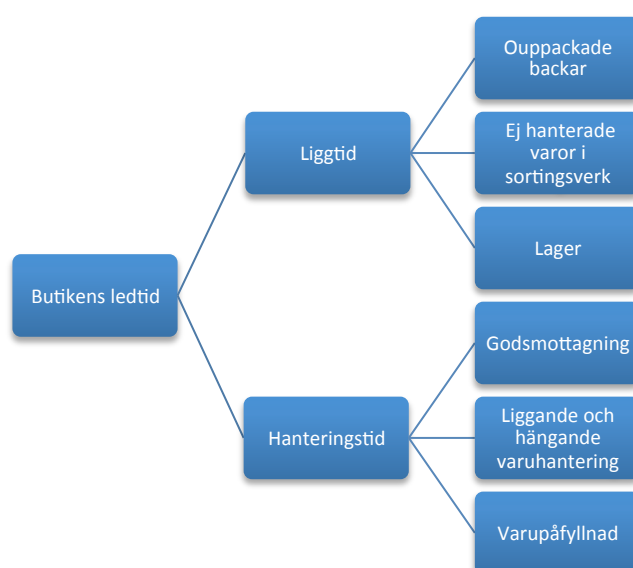 Ouppackade
backar
Liggtid
Ej hanterade
varor i
sortingsverk
Lager
Butikens ledtid
Godsmottagning
Hanteringstid
Liggande och
hängande
varuhantering
Varupåfyllnad